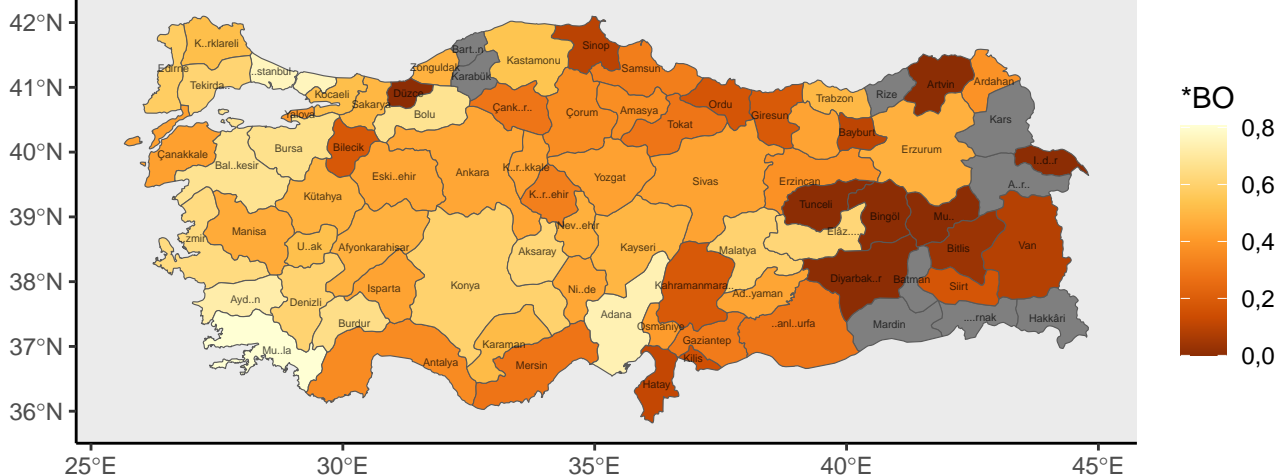 42°N
41°N
40°N
39°N
38°N
37°N
36°N
25°E
30°E
35°E
40°E
45°E
K..rklareli
Edirne
Tekirda..
..stanbul
Kocaeli
Yalova
Sakarya
Düzce
Zonguldak
Bart..n
Karabük
Kastamonu
Sinop
Samsun
Bolu
Çank..r..
Çorum
Amasya
Tokat
Ordu
Giresun
Trabzon
Rize
Artvin
Ardahan
Kars
Bayburt
Erzurum
I..d..r
A..r..
Çanakkale
Bal..kesir
Bursa
Bilecik
Kütahya
Eski..ehir
Ankara
K..r..kkale
K..r..ehir
Yozgat
Sivas
Erzincan
Tunceli
Bingöl
Mu..
Bitlis
Van
..zmir
Manisa
U..ak
Afyonkarahisar
Nev..ehir
Aksaray
Kayseri
Malatya
Elâz....
Diyarbak..r
Batman
Siirt
Ayd..n
Denizli
Isparta
Burdur
Konya
Ni..de
Kahramanmara..
Ad..yaman
Adana
Osmaniye
..anl..urfa
Mardin
....rnak
Hakkâri
Mu..la
Antalya
Karaman
Mersin
Gaziantep
Kilis
Hatay
*BO
0,8
0,6
0,4
0,2
0,0